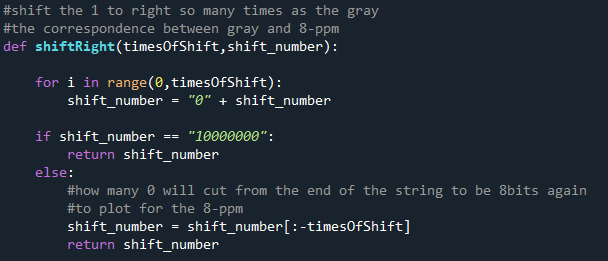 #shift the 1 to right so many times as the gray
#the correspondence between gray and 8-ppm
def shiftRight(timesOfShift,shift_number):
for i in range(0,timesOfShift):
shift_number = "0" + shift_number
if shift_number == "10000000":
return shift_number
else:
#how many 0 will cut from the end of the string to be 8bits again
#to plot for the 8-ppm
shift_number = shift_number[:-timesOfShift]
return shift_number